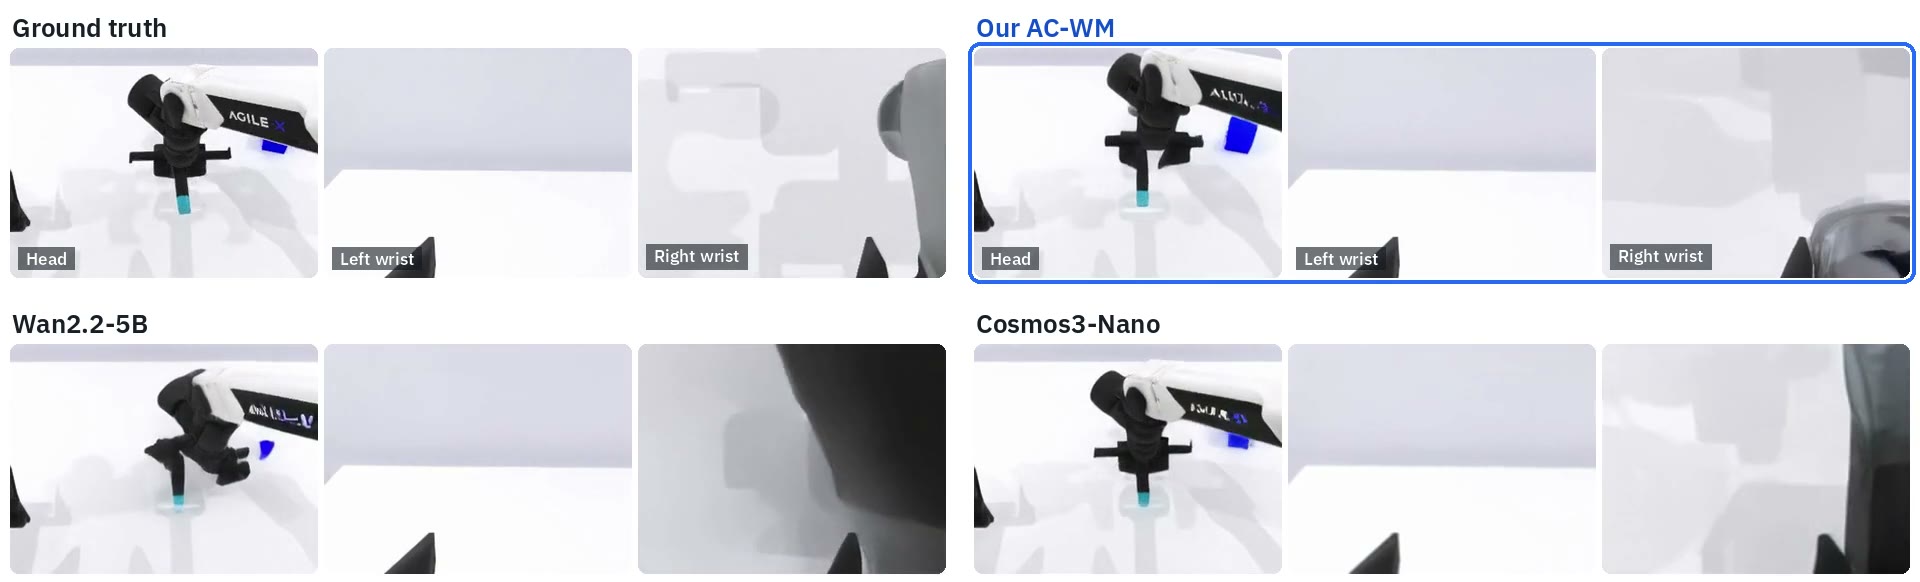 Ground truth
Our AC-WM
AGILE X
Head
Left wrist
Right wrist
Head
Left wrist
Right wrist
Wan2.2-5B
Cosmos3-Nano